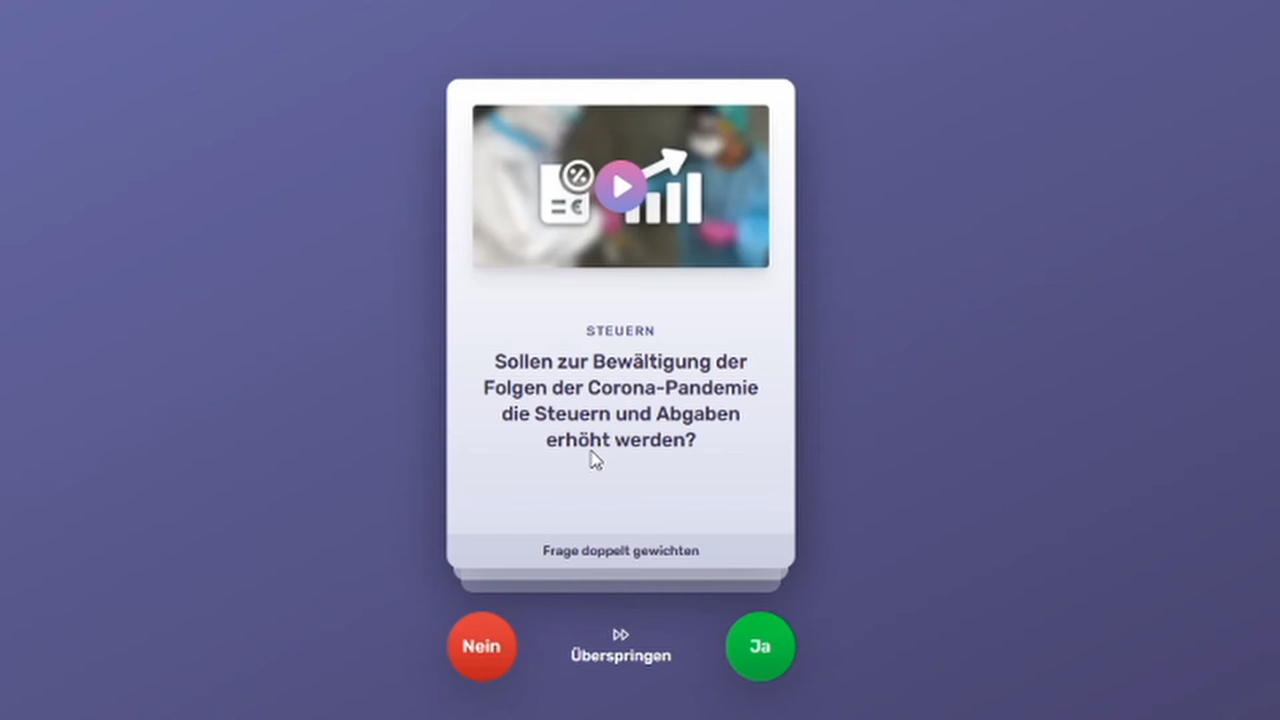 STEUERN
Sollen zur Bewältigung der
Folgen der Corona-Pandemie
die Steuern und Abgaben
erhöht werden?
Frage doppelt gewichten
Nein
Überspringen
Ja